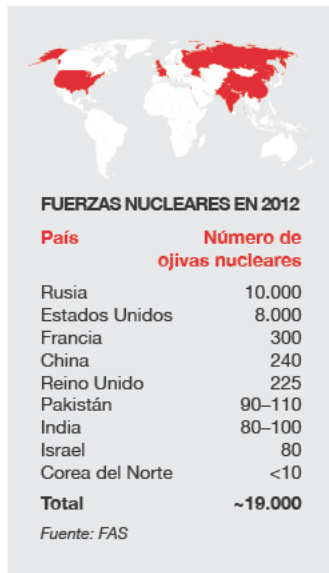 FUERZAS NUCLEARES EN 2012
País Número de
ojivas nucleares
Rusia 10.000
Estados Unidos 8.000
Francia 300
China 240
Reino Unido 225
Pakistán 90–110
India 80–100
Israel 80
Corea del Norte <10
Total ~19.000
Fuente: FAS